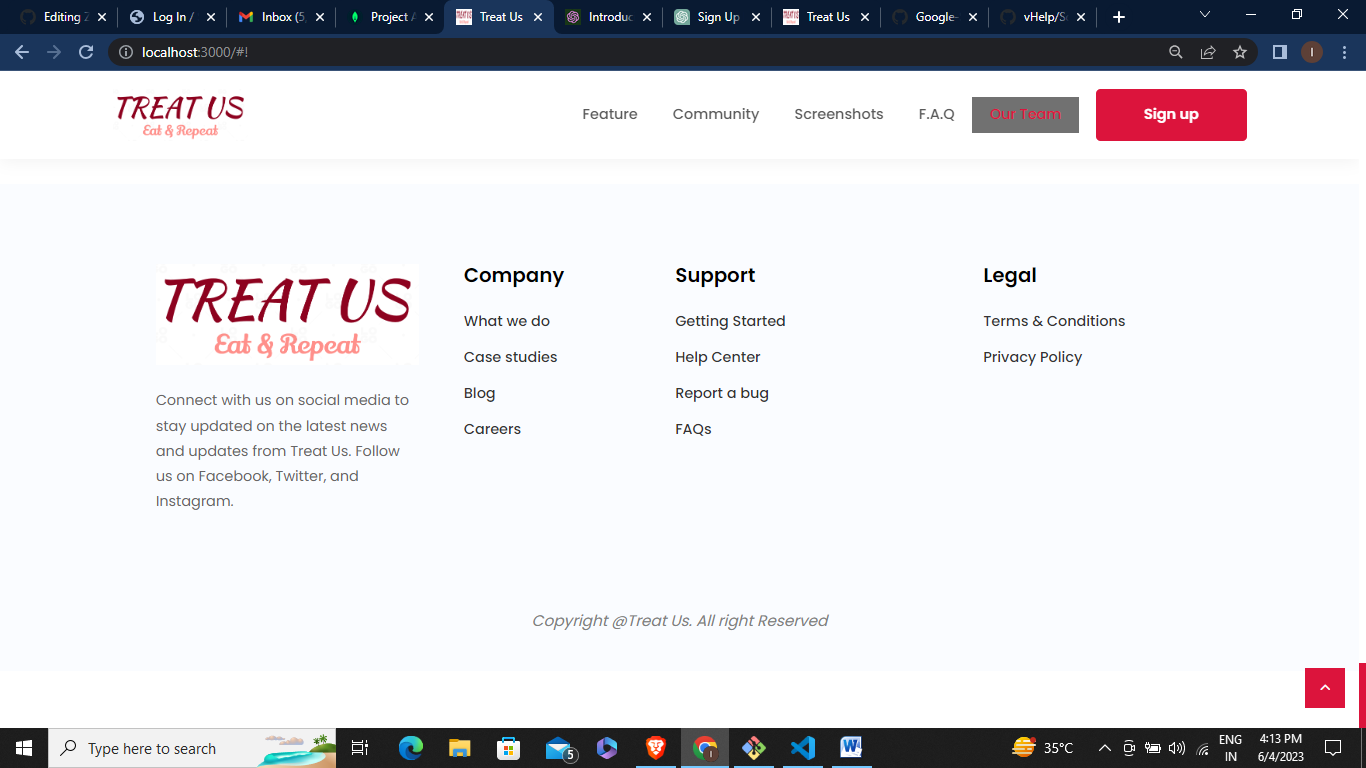 Editing 2
Log In /
Inbox (5,
Project A
Treat Us
Introduc
Sign Up
Treat Us
Google-
vHelp/S
localhost:3000/#!
I
TREAT US
Eat & Repeat
Feature
Community
Screenshots
F.A.Q
Our Team
Sign up
TREAT US
Eat & Repeat
Connect with us on social media to
stay updated on the latest news
and updates from Treat Us. Follow
us on Facebook, Twitter, and
Instagram.
Company
What we do
Case studies
Blog
Careers
Support
Getting Started
Help Center
Report a bug
FAQs
Legal
Terms & Conditions
Privacy Policy
Copyright @Treat Us. All right Reserved
Type here to search
5
35°C
ENG
IN
4:13 PM
6/4/2023